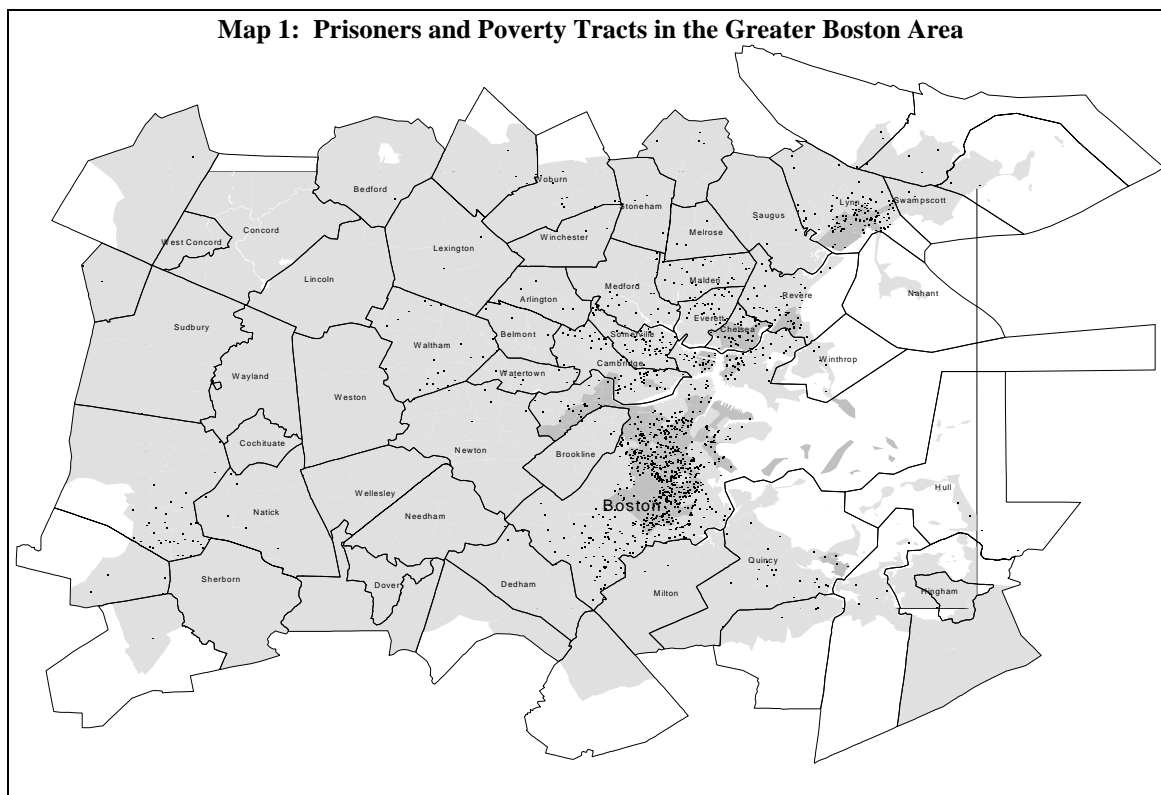 Map 1:  Prisoners and Poverty Tracts in the Greater Boston Area
Woburn
Bedford
Stoneham
Lynn
Swampscott
Saugus
Concord
Melrose
West Concord
Winchester
Lexington
Lincoln
Malden
Medford
Nahant
Revere
Arlington
Everett
Sudbury
Chelsea
Belmont
Somerville
Waltham
Winthrop
Cambridge
Watertown
Wayland
Weston
Cochituate
Newton
Brookline
Hull
Wellesley
Boston
Natick
Needham
Quincy
Sherborn
Dover
Dedham
Milton
Hingham